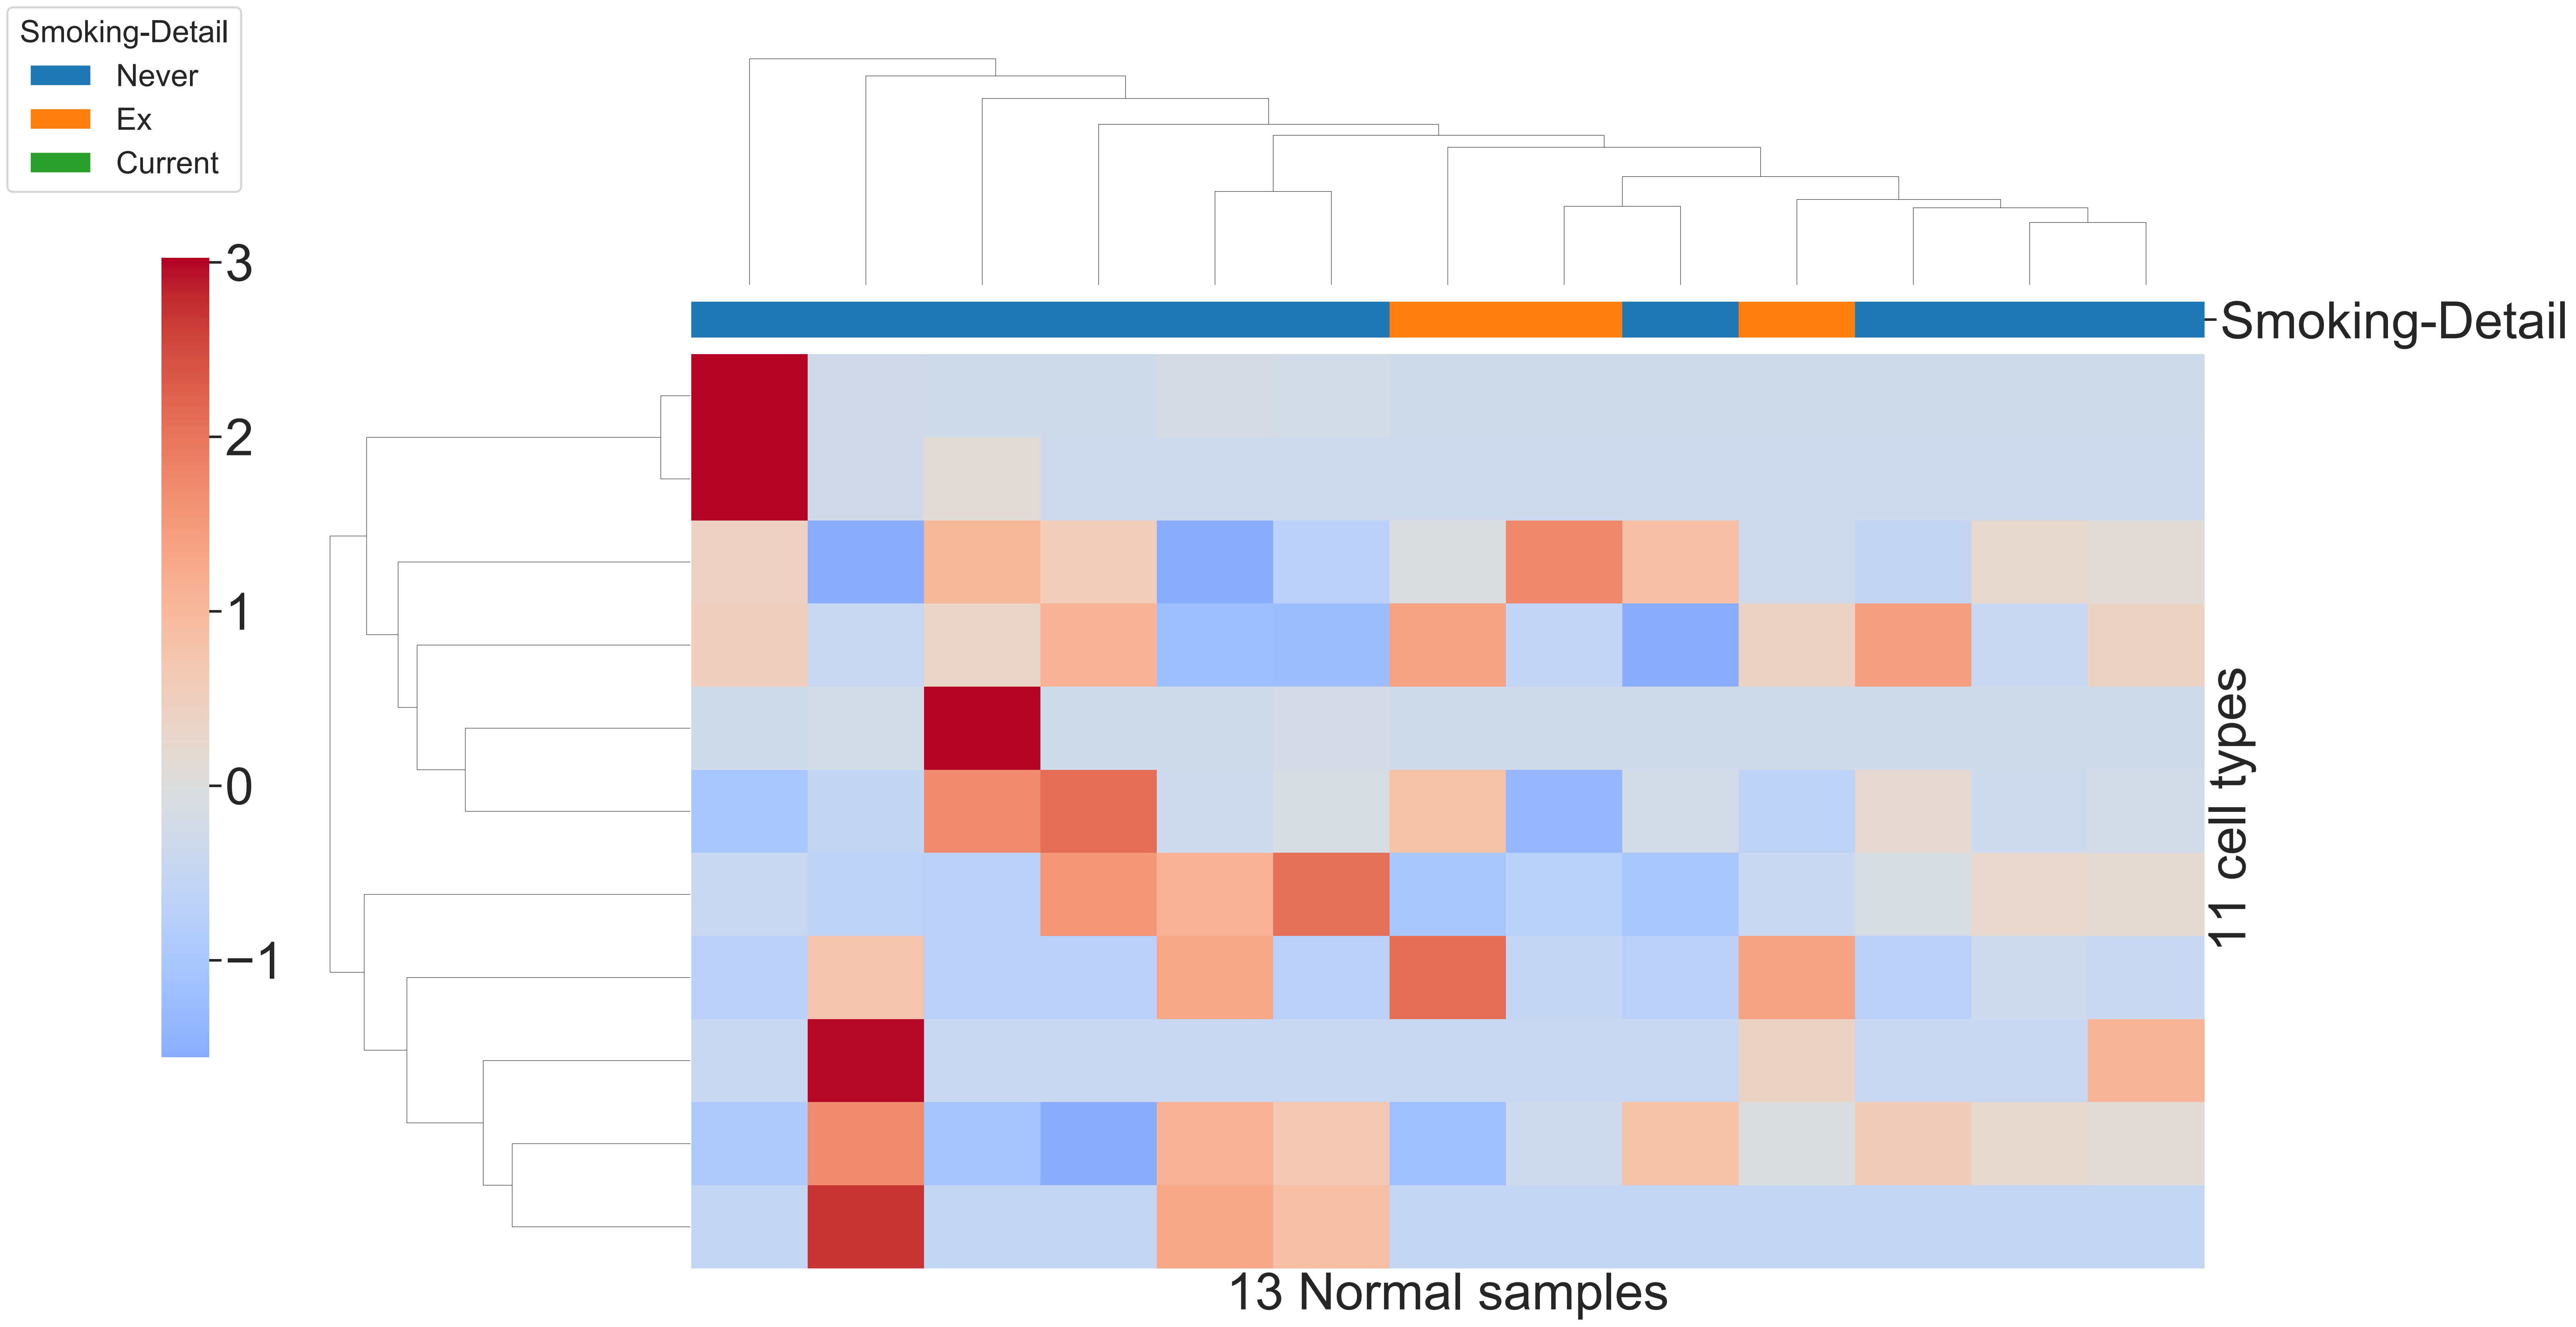 Smoking-Detail
Never
Ex
Current
3
2
1
0
−1
Smoking-Detail
11 cell types
13 Normal samples